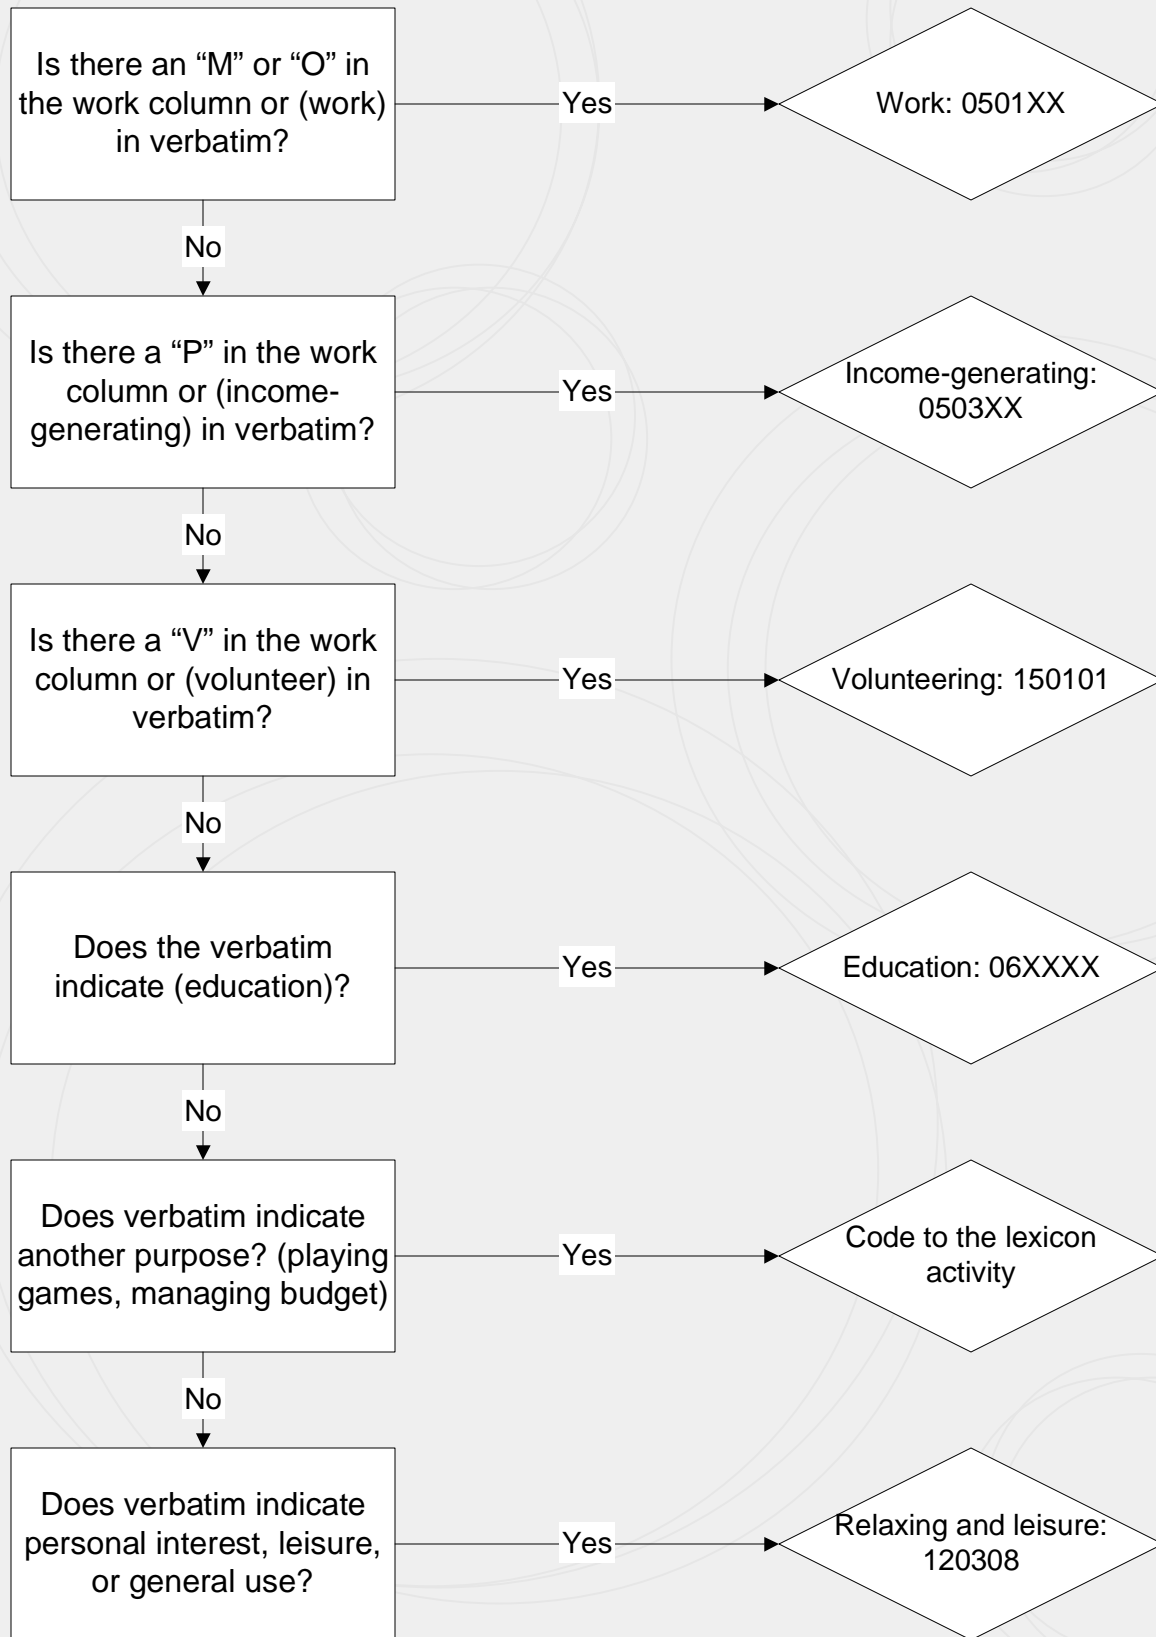 Is there an “M” or “O” in
the work column or (work)
in verbatim?
Yes
Work: 0501XX
No
Is there a “P” in the work
column or (income-
generating) in verbatim?
Yes
Income-generating:
0503XX
No
Is there a “V” in the work
column or (volunteer) in
verbatim?
Yes
Volunteering: 150101
No
Does the verbatim
indicate (education)?
Yes
Education: 06XXXX
No
Does verbatim indicate
another purpose? (playing
games, managing budget)
Yes
Code to the lexicon
activity
No
Does verbatim indicate
personal interest, leisure,
or general use?
Yes
Relaxing and leisure:
120308